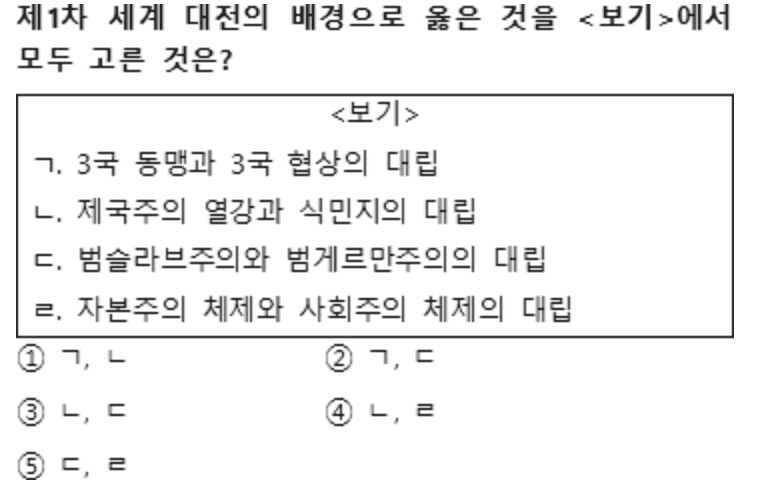 제1차 세계 대전의 배경으로 옳은 것을 <보기>에서
모두 고른 것은?
<보기>
ㄱ. 3국 동맹과 3국 협상의 대립
ㄴ. 제국주의 열강과 식민지의 대립
ㄷ. 범슬라브주의와 범게르만주의의 대립
ㄹ. 자본주의 체제와 사회주의 체제의 대립
① ㄱ, ㄴ ② ㄱ, ㄷ
③ ㄴ, ㄷ ④ ㄴ, ㄹ
⑤ ㄷ, ㄹ